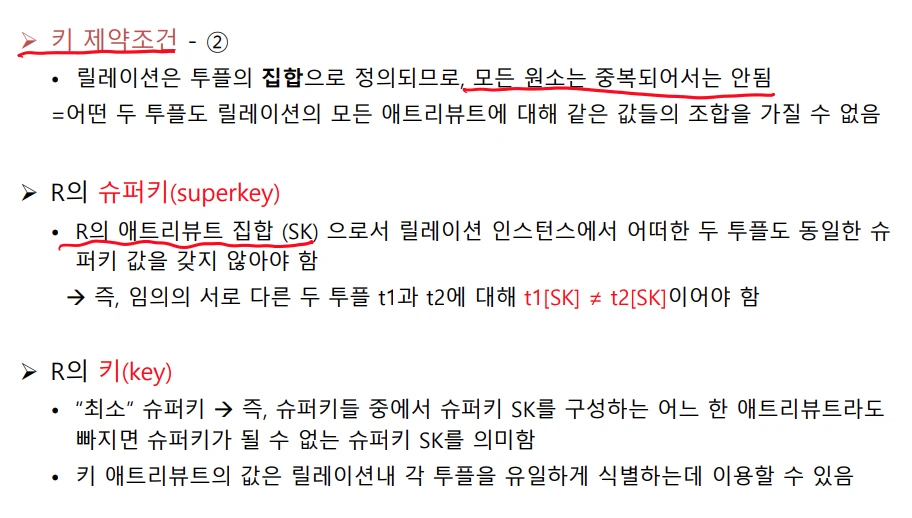 ➢ 키 제약조건 - ②
• 릴레이션은 투플의 집합으로 정의되므로, 모든 원소는 중복되어서는 안됨
=어떤 두 투플도 릴레이션의 모든 애트리뷰트에 대해 같은 값들의 조합을 가질 수 없음
➢ R의 슈퍼키(superkey)
• R의 애트리뷰트 집합 (SK) 으로서 릴레이션 인스턴스에서 어떠한 두 투플도 동일한 슈
퍼키 값을 갖지 않아야 함
→ 즉, 임의의 서로 다른 두 투플 t1과 t2에 대해 t1[SK] ≠ t2[SK]이어야 함
➢ R의 키(key)
• “최소” 슈퍼키 → 즉, 슈퍼키들 중에서 슈퍼키 SK를 구성하는 어느 한 애트리뷰트라도
빠지면 슈퍼키가 될 수 없는 슈퍼키 SK를 의미함
• 키 애트리뷰트의 값은 릴레이션내 각 투플을 유일하게 식별하는데 이용할 수 있음